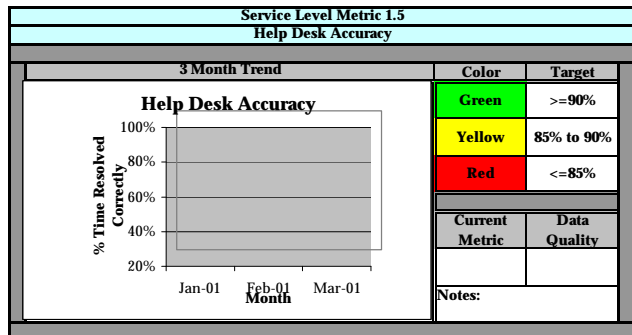 Service Level Metric 1.5
Help Desk Accuracy
3 Month Trend
Color
Target
Help Desk Accuracy
% Time Resolved
Correctly
100%
80%
60%
40%
20%
Jan-01
Feb-01
Mar-01
Month
Green
>=90%
Yellow
85% to 90%
Red
<=85%
Current
Metric
Data
Quality
Notes: